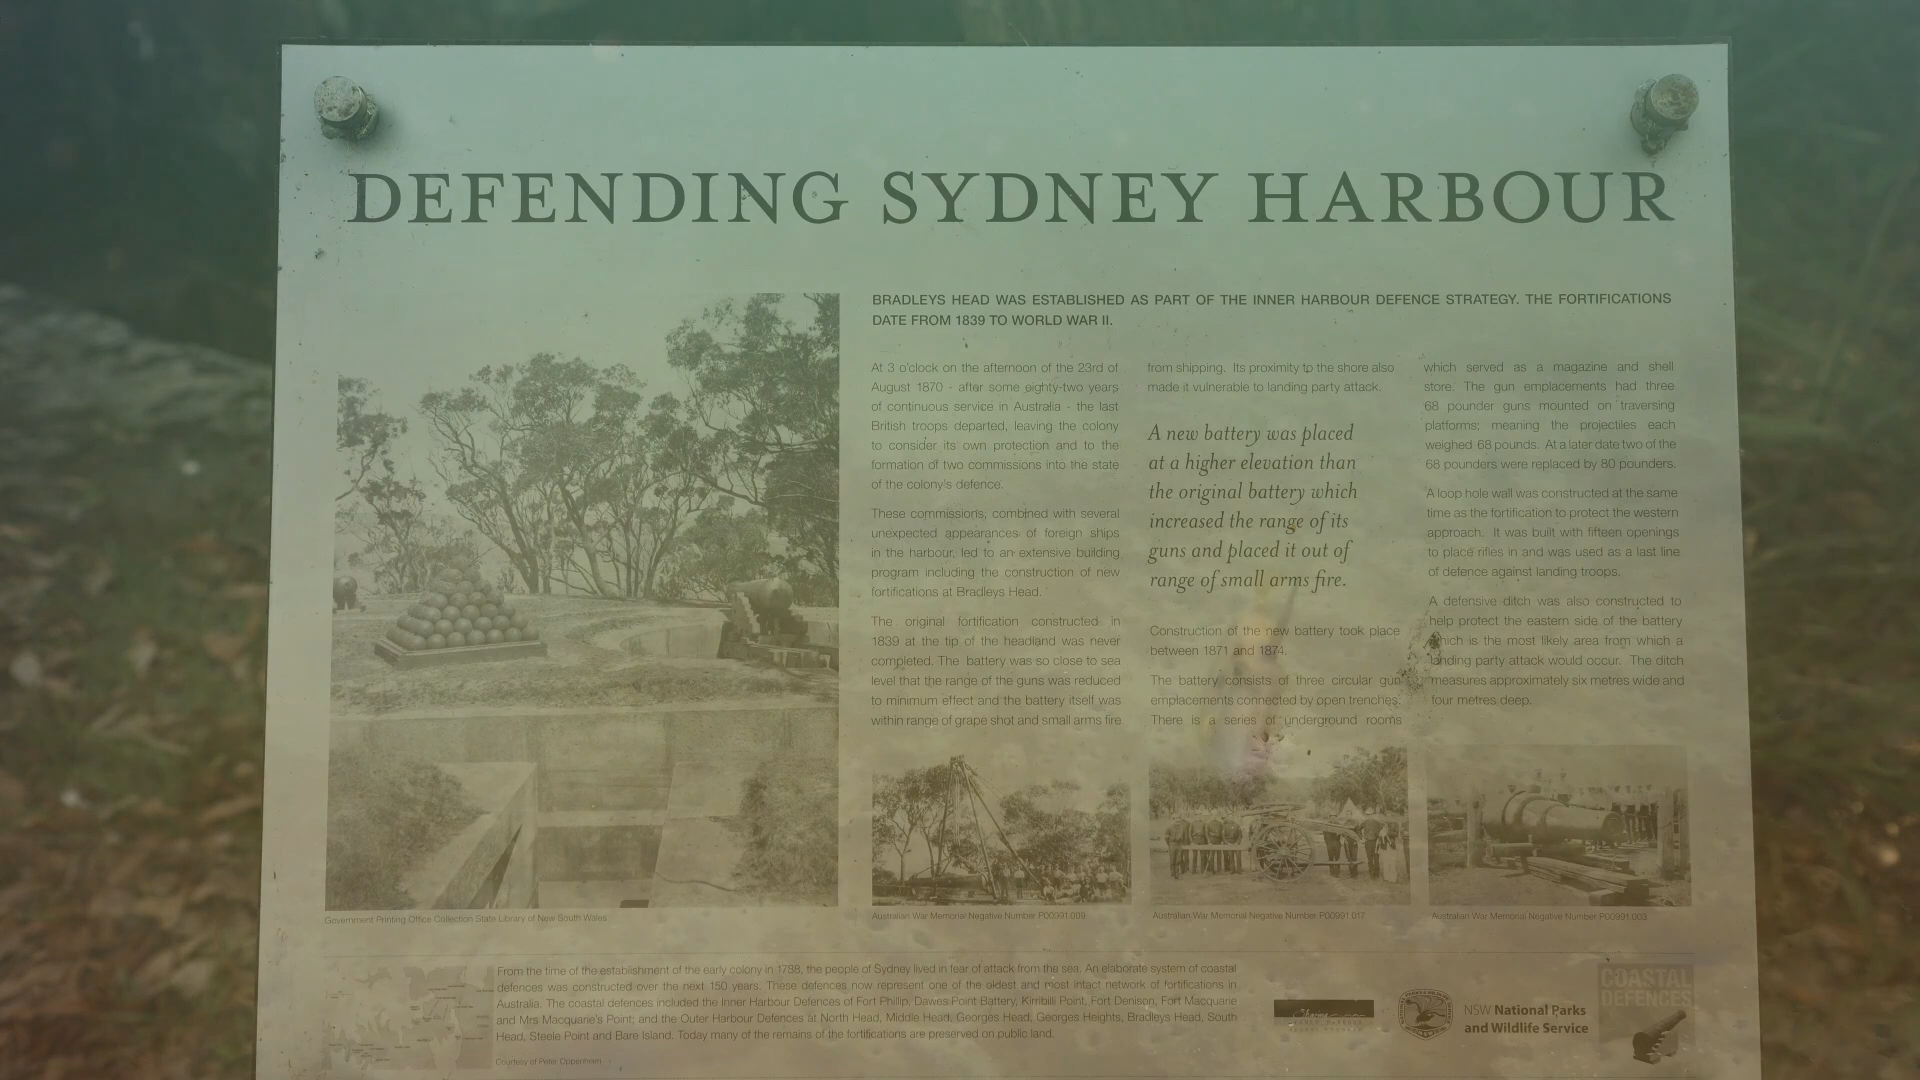 DEFENDING SYDNEY HARBOUR
BRADLEYS HEAD WAS ESTABLISHED AS PART OF THE INNER HARBOUR DEFENCE STRATEGY. THE FORTIFICATIONS
DATE FROM 1839 TO WORLD WAR II.
At 3 o'clock on the afternoon of the 23rd of
August 1870 - after some eighty-two years
of continuous service in Australia - the last
British troops departed, leaving the colony
to consider its own protection and to the
formation of two commissions into the state
of the colony's defence.
These commissions, combined with several
unexpected appearances of foreign ships
in the harbour, led to an extensive building
program including the construction of new
fortifications at Bradleys Head.
The original fortification constructed in
1839 at the tip of the headland was never
completed. The battery was so close to sea
level that the range of the guns was reduced
to minimum effect and the battery itself was
within range of grape shot and small arms fire
from shipping. Its proximity to the shore also
made it vulnerable to landing party attack.
A new battery was placed
at a higher elevation than
the original battery which
increased the range of its
guns and placed it out of
range of small arms fire.
Construction of the new battery took place
between 1871 and 1874.
The battery consists of three circular gun
emplacements connected by open trenches.
There is a series of underground rooms
which served as a magazine and shell
store. The gun emplacements had three
68 pounder guns mounted on traversing
platforms; meaning the projectiles each
weighed 68 pounds. At a later date two of the
68 pounders were replaced by 80 pounders.
A loop hole wall was constructed at the same
time as the fortification to protect the western
approach. It was built with fifteen openings
to place rifles in and was used as a last line
of defence against landing troops.
A defensive ditch was also constructed to
help protect the eastern side of the battery
which is the most likely area from which a
landing party attack would occur. The ditch
measures approximately six metres wide and
four metres deep.
Government Printing Office Collection State Library of New South Wales
Australian War Memorial Negative Number P00991.009
Australian War Memorial Negative Number P00991.017
Australian War Memorial Negative Number P00991.003
From the time of the establishment of the early colony in 1788, the people of Sydney lived in fear of attack from the sea. An elaborate system of coastal
defences was constructed over the next 150 years. These defences now represent one of the oldest and most intact network of fortifications in
Australia. The coastal defences included the Inner Harbour Defences of Fort Phillip, Dawes Point Battery, Kirribilli Point, Fort Denison, Fort Macquarie
and Mrs Macquarie's Point; and the Outer Harbour Defences at North Head, Middle Head, Georges Head, Georges Heights, Bradleys Head, South
Head, Steele Point and Bare Island. Today many of the remains of the fortifications are preserved on public land.
Courtesy of Peter Oppenheim
NSW National Parks
and Wildlife Service
COASTAL
DEFENCES